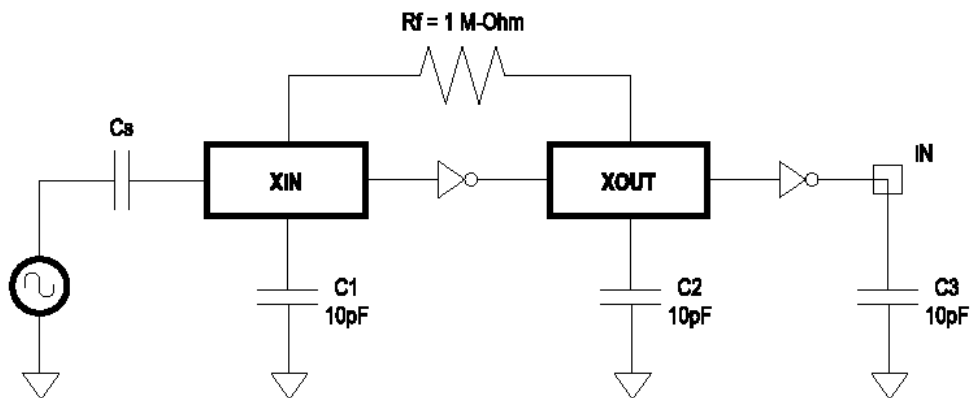 Rf = 1 M-Ohm
Cs
XIN
XOUT
IN
C1
10pF
C2
10pF
C3
10pF